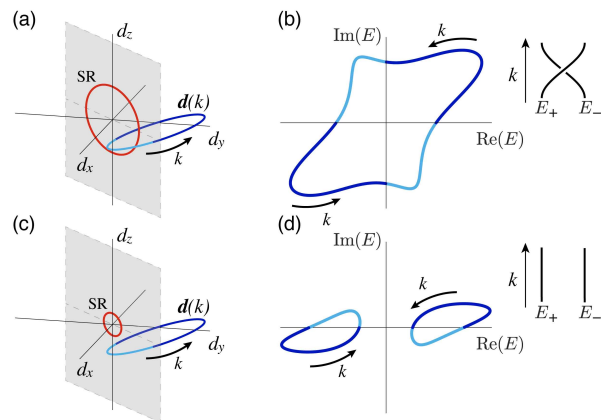 (a)
d_z
SR
d(k)
d_y
k
d_x
(b)
Im(E)
k
k
Re(E)
E_+ E_-
k
(c)
d_z
SR
d(k)
d_y
k
d_x
(d)
Im(E)
k
k
E_+ E_-
Re(E)
k